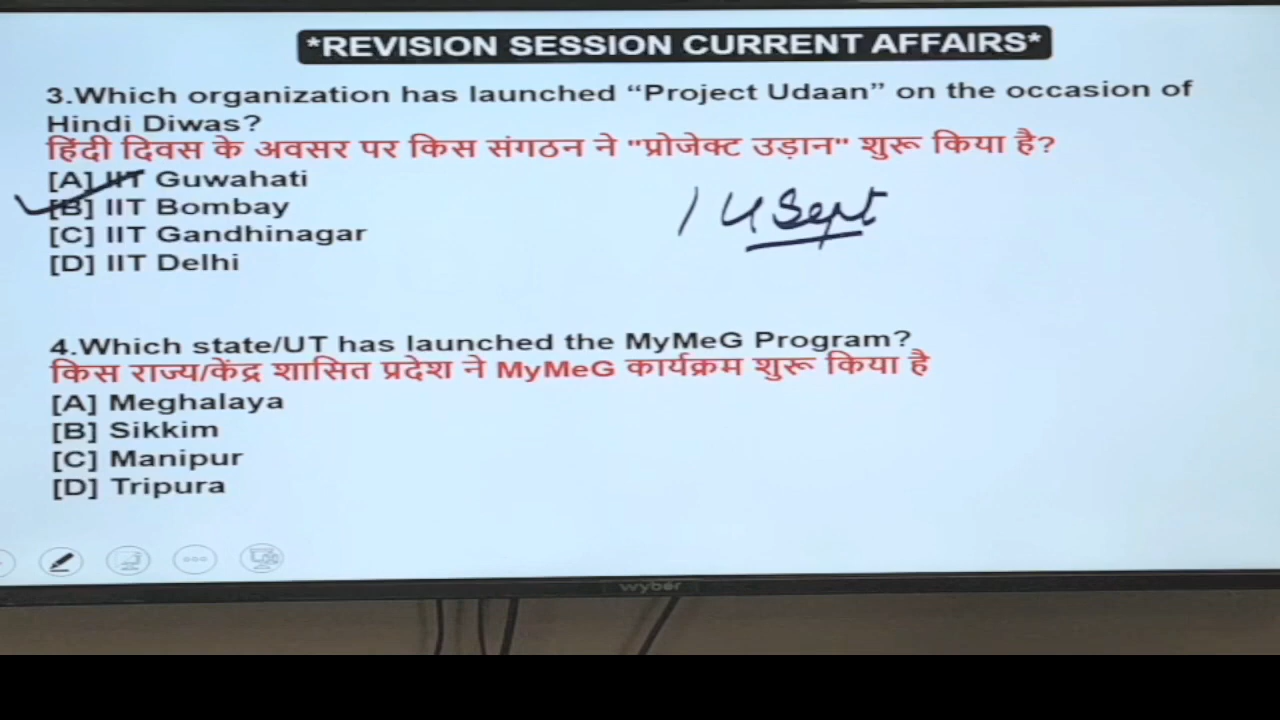 *REVISION SESSION CURRENT AFFAIRS*
3.Which organization has launched “Project Udaan” on the occasion of
Hindi Diwas?
हिंदी दिवस के अवसर पर किस संगठन ने "प्रोजेक्ट उड़ान" शुरू किया है?
[A] IIT Guwahati
[B] IIT Bombay
[C] IIT Gandhinagar
[D] IIT Delhi
14 Sept
4.Which state/UT has launched the MyMeG Program?
किस राज्य/केंद्र शासित प्रदेश ने MyMeG कार्यक्रम शुरू किया है
[A] Meghalaya
[B] Sikkim
[C] Manipur
[D] Tripura
wyber